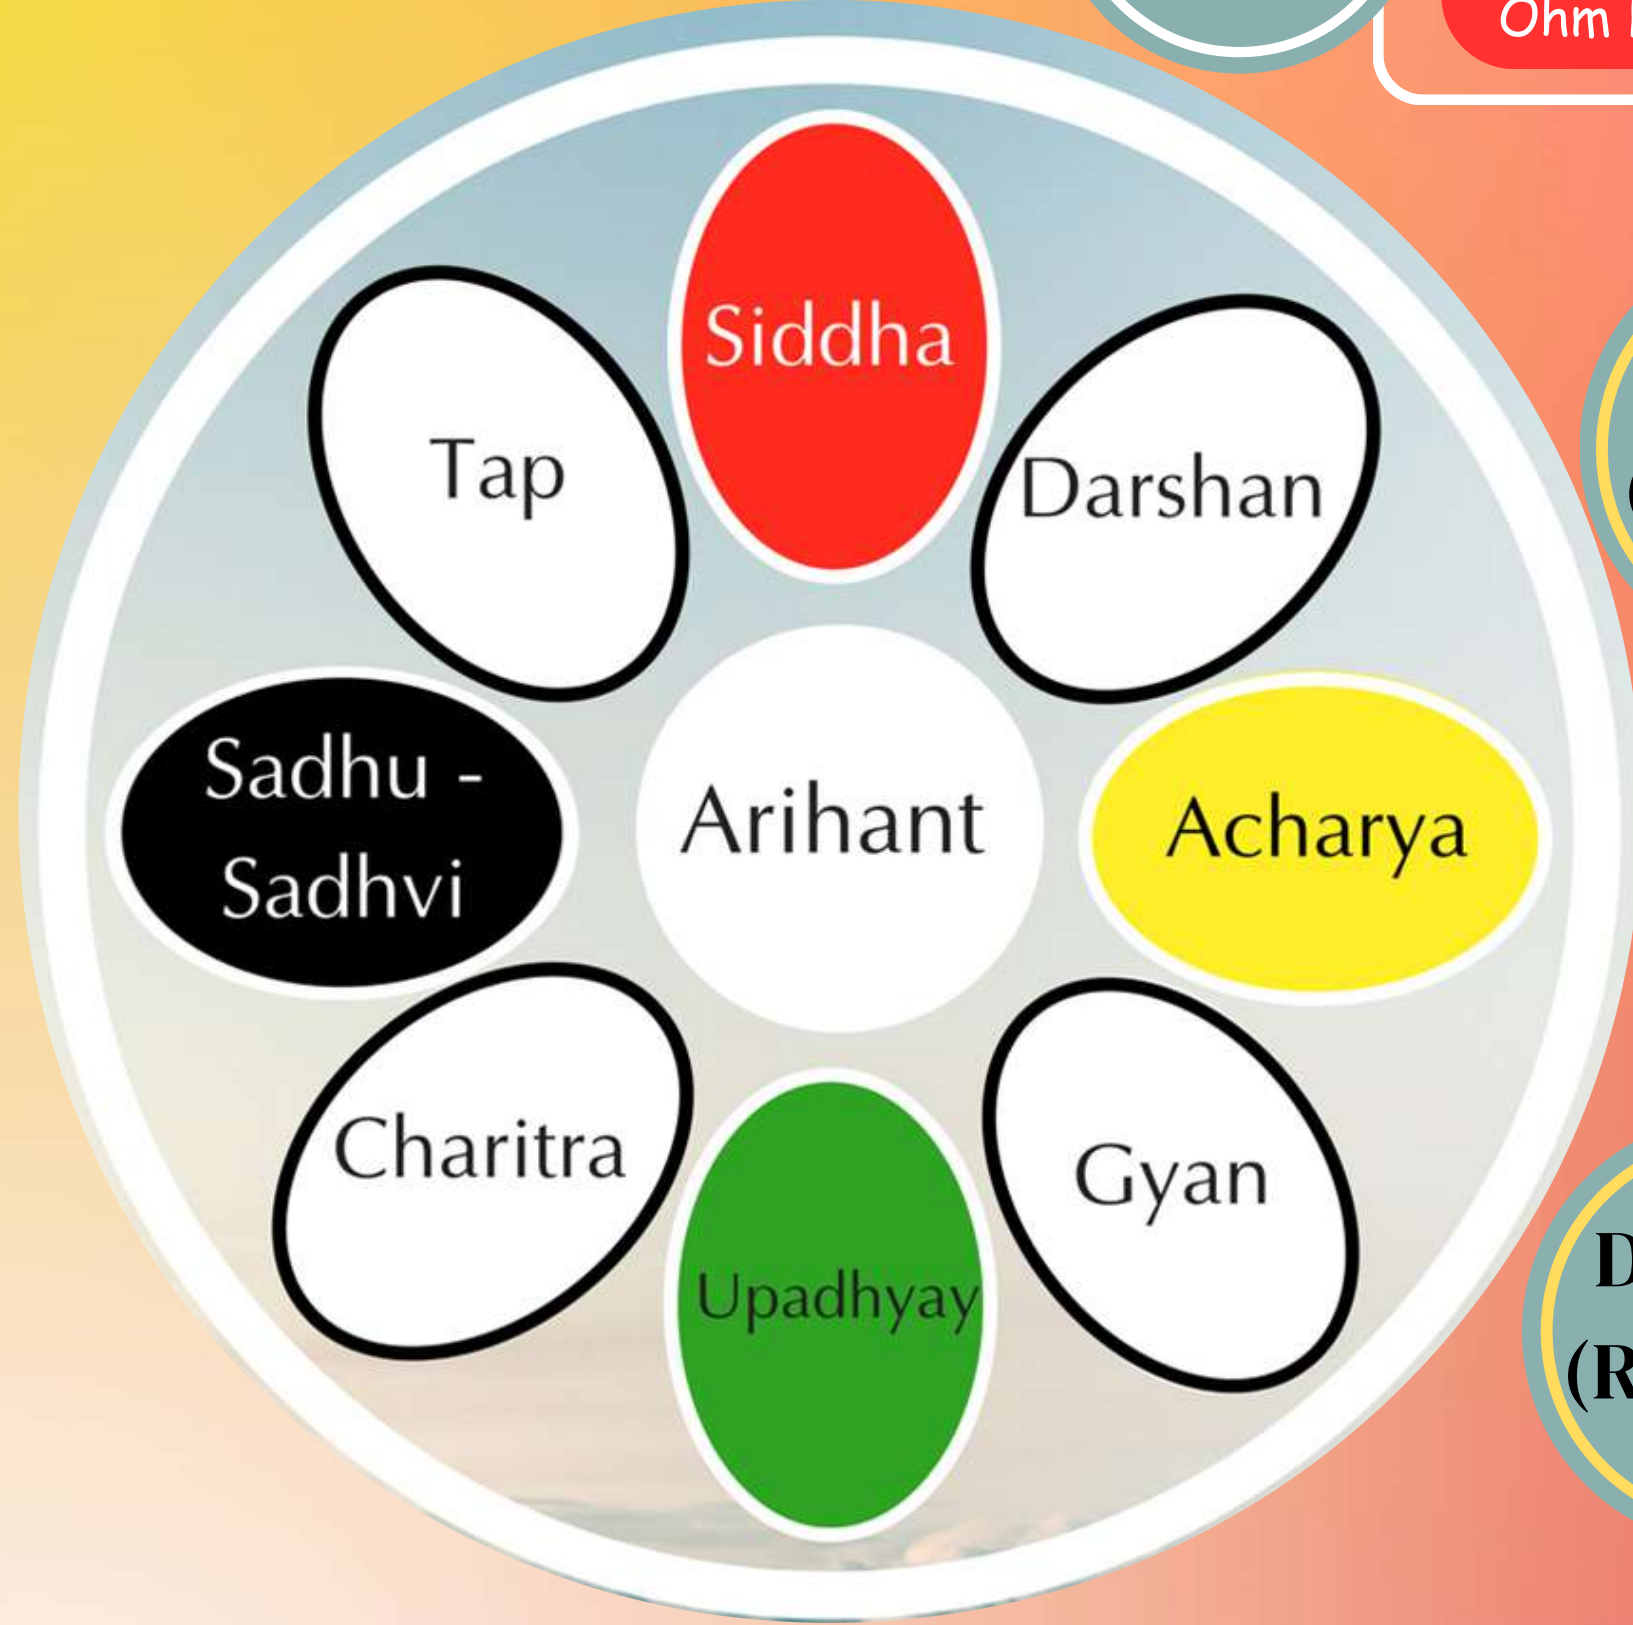 Ohm
Siddha
Tap
Darshan
Sadhu -
Sadhvi
Arihant
Acharya
Charitra
Gyan
Upadhyay